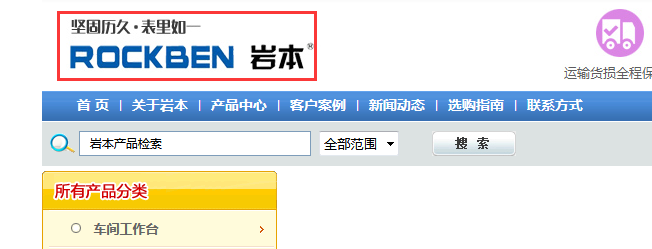 坚固历久·表里如一
ROCKBEN 岩本®
运输货损全程保
首 页 | 关于岩本 | 产品中心 | 客户案例 | 新闻动态 | 选购指南 | 联系方式
岩本产品检索 全部范围 搜 索
所有产品分类
车间工作台